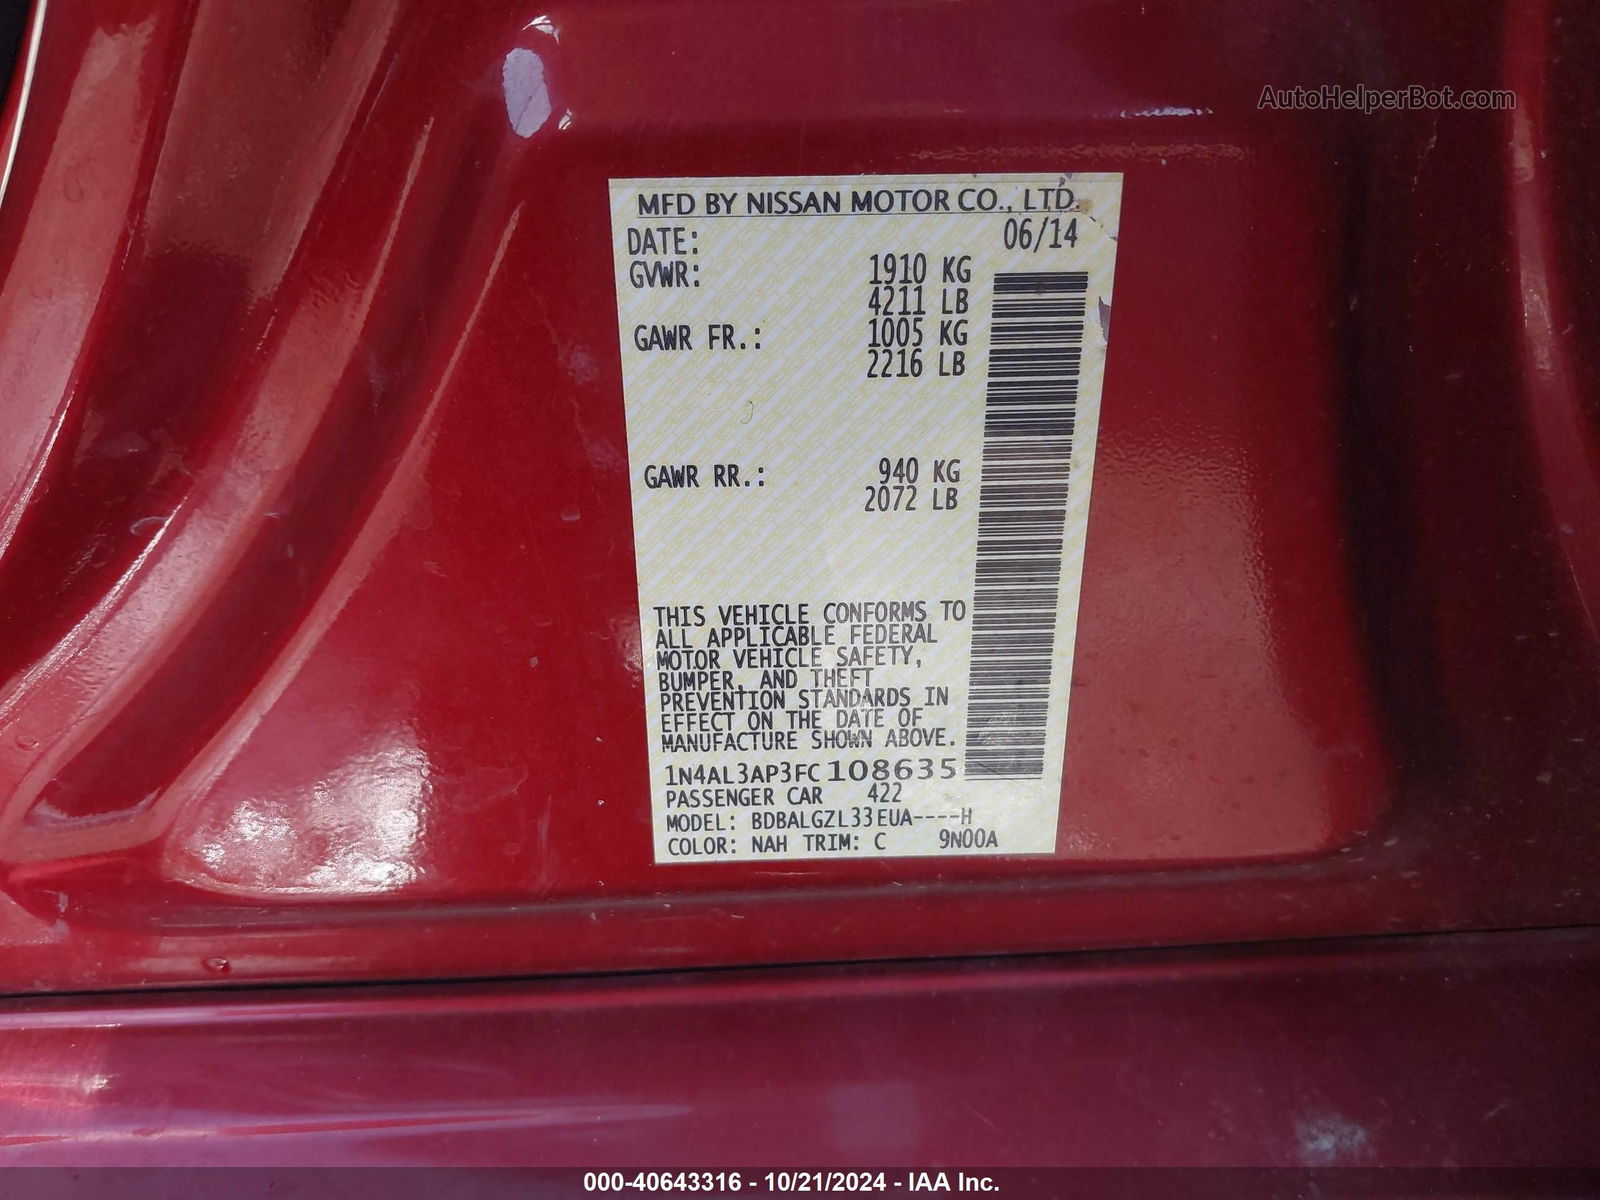 AutoHelperBot.com
MFD BY NISSAN MOTOR CO., LTD.
DATE: 06/14
GVWR: 1910 KG
4211 LB
GAWR FR.: 1005 KG
2216 LB
GAWR RR.: 940 KG
2072 LB
THIS VEHICLE CONFORMS TO
ALL APPLICABLE FEDERAL
MOTOR VEHICLE SAFETY,
BUMPER, AND THEFT
PREVENTION STANDARDS IN
EFFECT ON THE DATE OF
MANUFACTURE SHOWN ABOVE.
1N4AL3AP3FC108635
PASSENGER CAR 422
MODEL: BDBALGZL33EUA----H
COLOR: NAH TRIM: C 9N00A
000-40643316 - 10/21/2024 - IAA Inc.